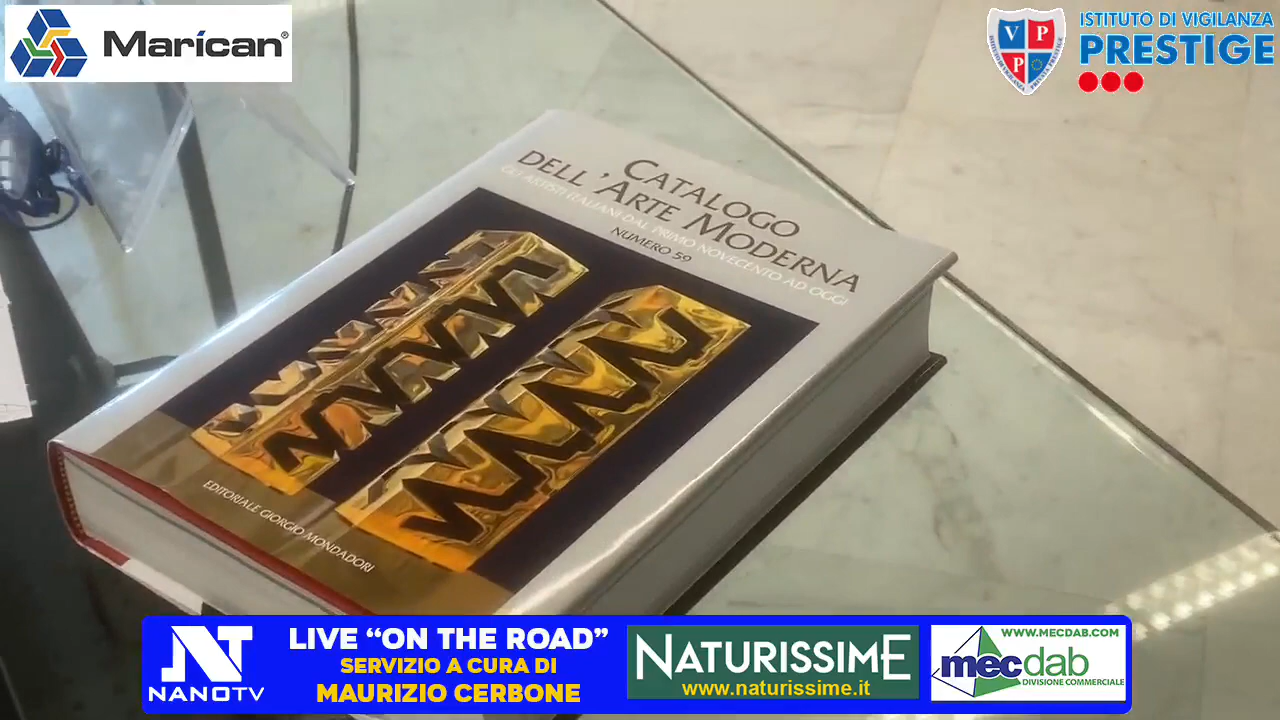 Marican®
ISTITUTO DI VIGILANZA
PRESTIGE
V P
P
CATALOGO
DELL'ARTE MODERNA
GLI ARTISTI ITALIANI DAL PRIMO NOVECENTO AD OGGI
NUMERO 59
EDITORIALE GIORGIO MONDADORI
NANOTV
LIVE “ON THE ROAD”
SERVIZIO A CURA DI
MAURIZIO CERBONE
NATURISSIME
www.naturissime.it
WWW.MECDAB.COM
mecdab
DIVISIONE COMMERCIALE